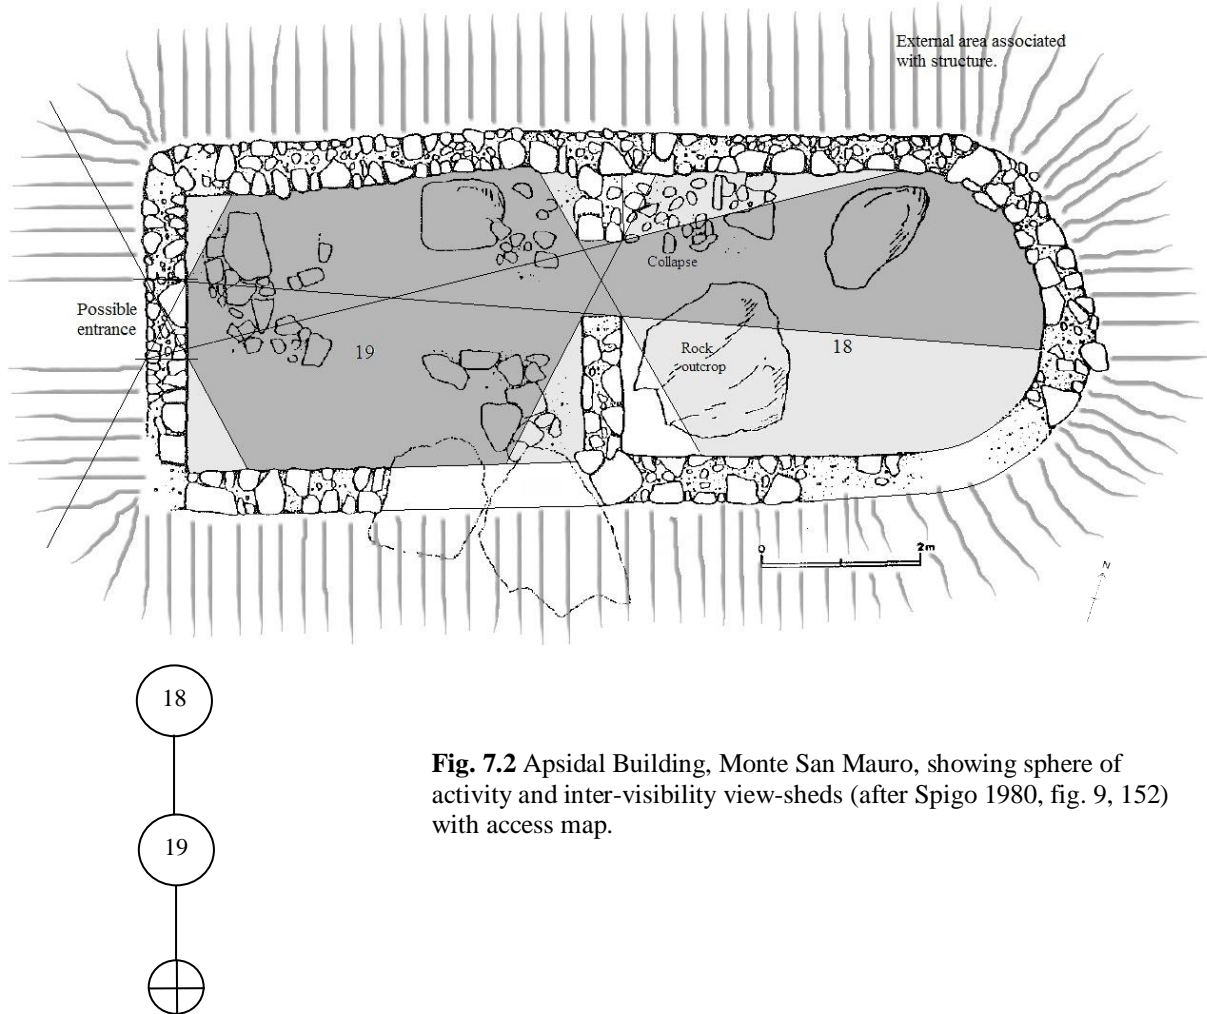 External area associated
with structure.
Possible
entrance
Collapse
Rock
outcrop
19
18
0
2m
N
18
19
Fig. 7.2 Apsidal Building, Monte San Mauro, showing sphere of
activity and inter-visibility view-sheds (after Spigo 1980, fig. 9, 152)
with access map.